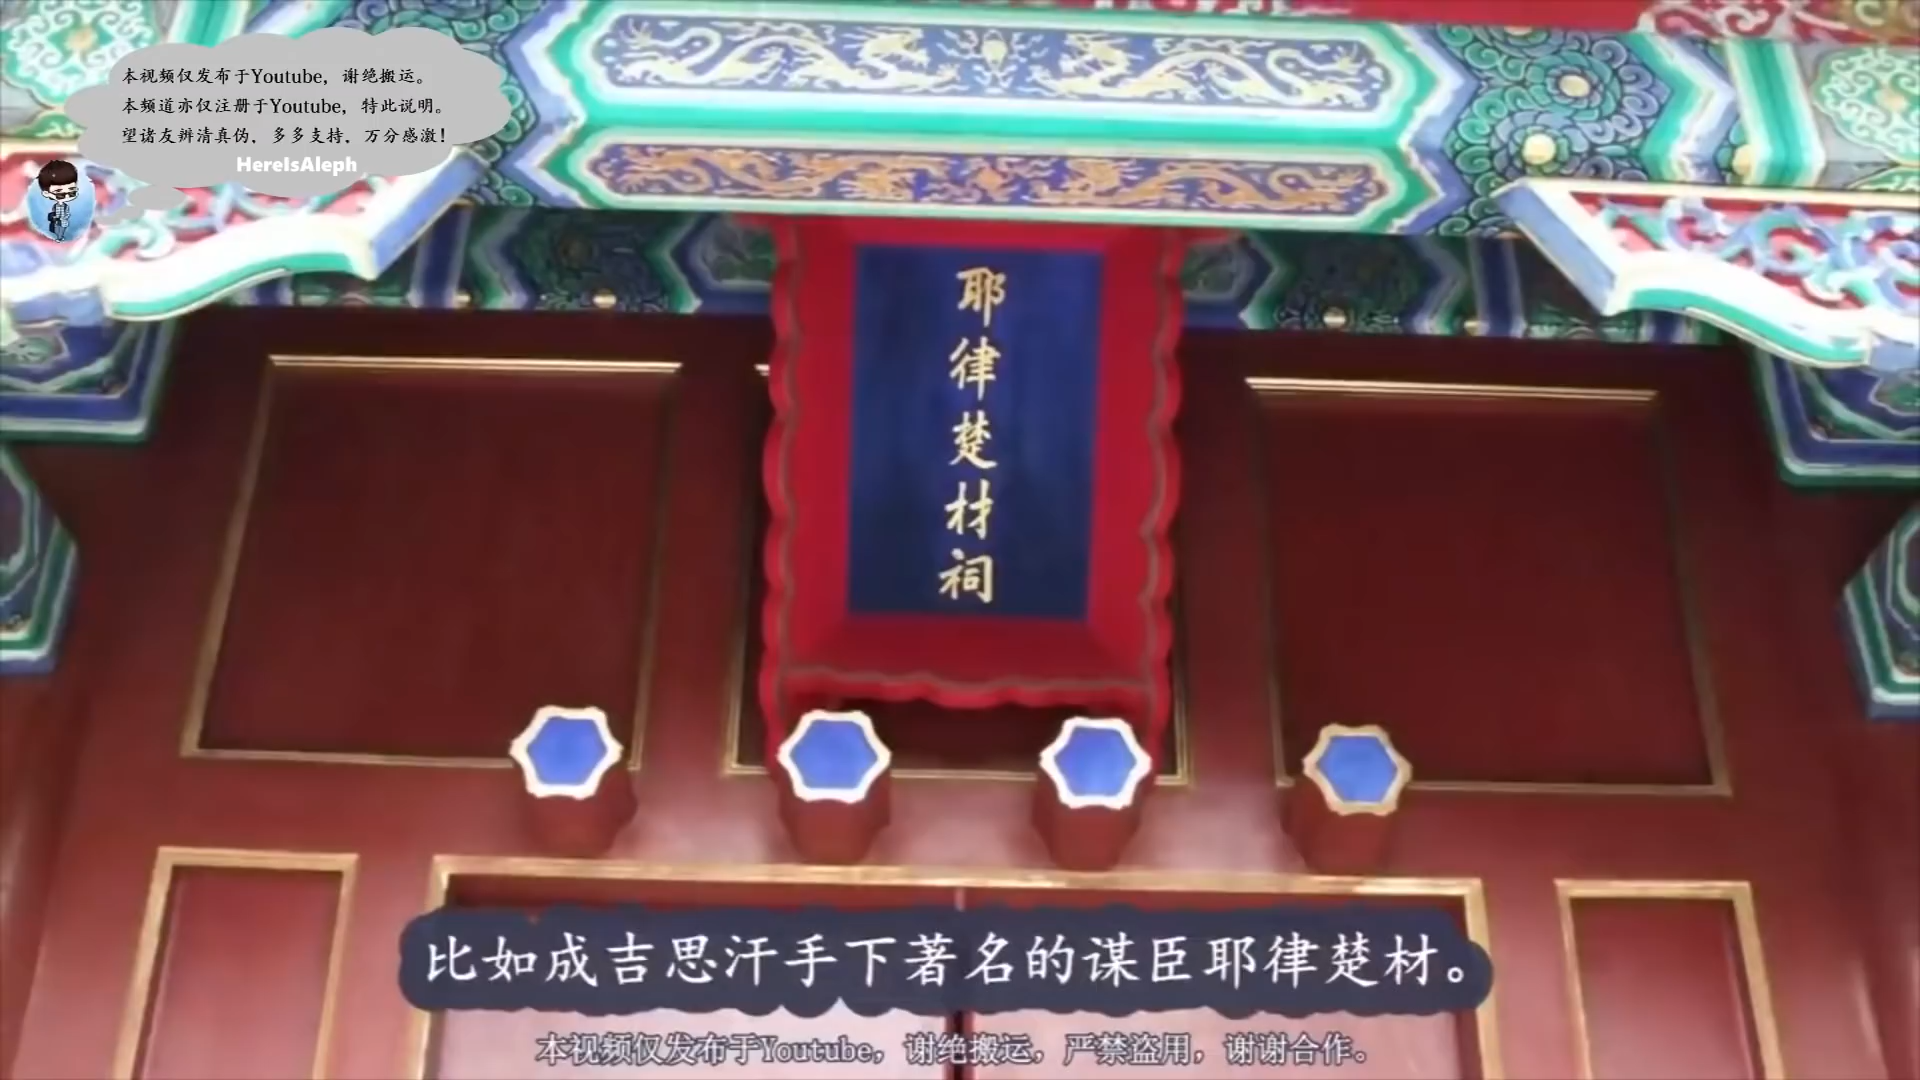 本视频仅发布于Youtube，谢绝搬运。
本频道亦仅注册于Youtube，特此说明。
望诸友辨清真伪，多多支持，万分感激！
HereIsAleph
耶律楚材祠
比如成吉思汗手下著名的谋臣耶律楚材。
本视频仅发布于Youtube，谢绝搬运，严禁盗用，谢谢合作。